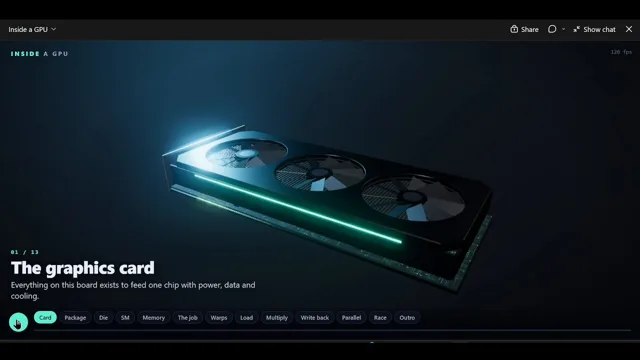 Inside a GPU
Share
Show chat
INSIDE A GPU
120 fps
01 / 13
The graphics card
Everything on this board exists to feed one chip with power, data and
cooling.
Card Package Die SM Memory The job Warps Load Multiply Write back Parallel Race Outro